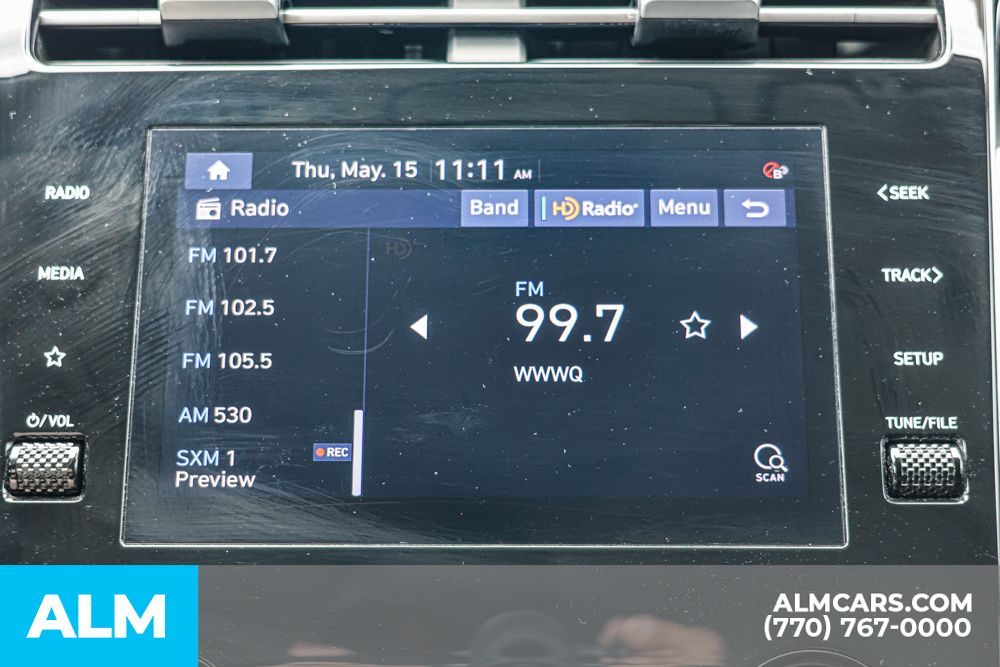 Thu, May. 15 11:11 AM
RADIO
MEDIA
VOL
Radio
Band
HD Radio
Menu
FM 101.7
FM 102.5
FM 105.5
AM 530
SXM 1
Preview
REC
HD
FM
99.7
WWWQ
SCAN
<SEEK
TRACK>
SETUP
TUNE/FILE
ALM
ALMCARS.COM
(770) 767-0000